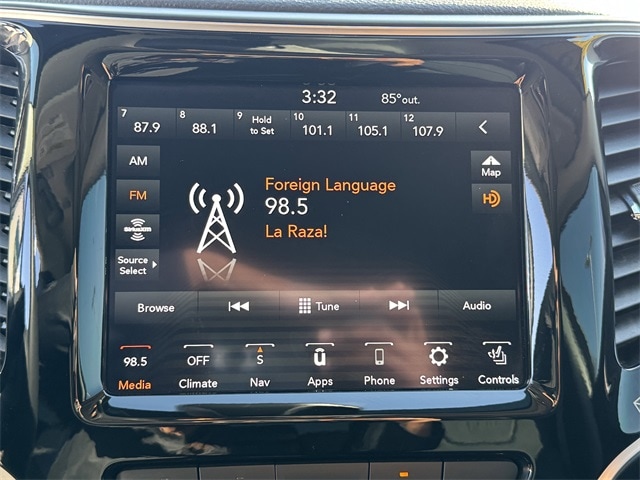 3:32 85°out.
7 87.9 8 88.1 9 Hold to Set 10 101.1 11 105.1 12 107.9
AM
Map
FM
Foreign Language
HD
98.5
siriusxm
La Raza!
Source
Select
Browse Tune Audio
98.5 OFF S
Media Climate Nav Apps Phone Settings Controls